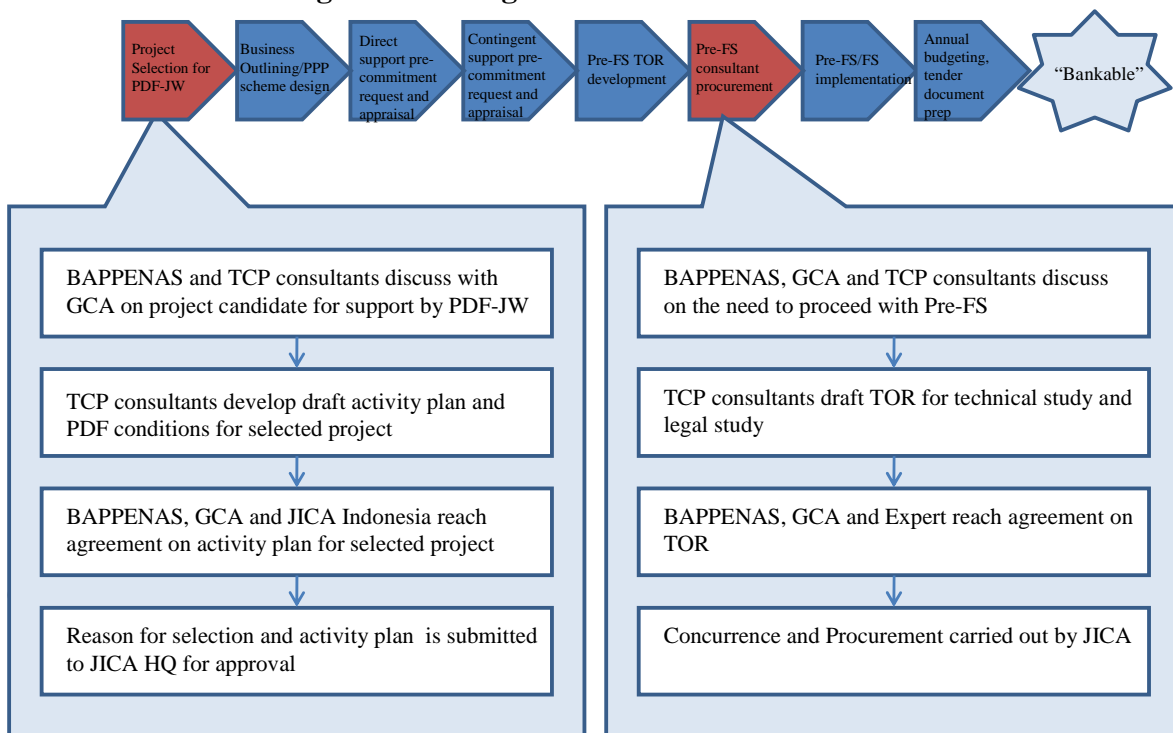 Project
Selection for
PDF-JW
Business
Outlining/PPP
scheme design
Direct
support pre-
commitment
request and
appraisal
Contingent
support pre-
commitment
request and
appraisal
Pre-FS TOR
development
Pre-FS
consultant
procurement
Pre-FS/FS
implementation
Annual
budgeting,
tender
document
prep
“Bankable”
BAPPENAS and TCP consultants discuss with
GCA on project candidate for support by PDF-JW
TCP consultants develop draft activity plan and
PDF conditions for selected project
BAPPENAS, GCA and JICA Indonesia reach
agreement on activity plan for selected project
Reason for selection and activity plan is submitted
to JICA HQ for approval
BAPPENAS, GCA and TCP consultants discuss
on the need to proceed with Pre-FS
TCP consultants draft TOR for technical study and
legal study
BAPPENAS, GCA and Expert reach agreement on
TOR
Concurrence and Procurement carried out by JICA